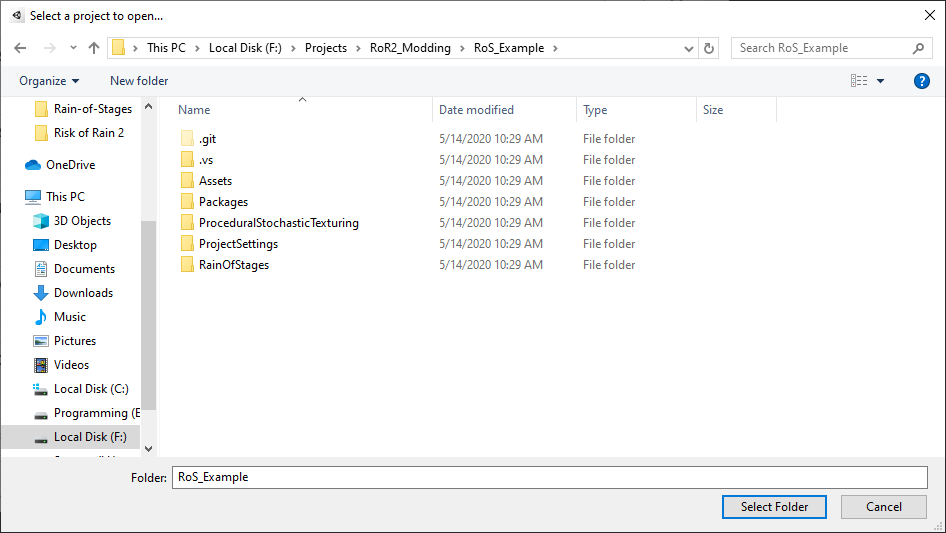 Select a project to open...
This PC > Local Disk (F:) > Projects > RoR2_Modding > RoS_Example >
Search RoS_Example
Organize
New folder
?
Rain-of-Stages
Risk of Rain 2
OneDrive
This PC
3D Objects
Desktop
Documents
Downloads
Music
Pictures
Videos
Local Disk (C:)
Programming (E
Local Disk (F:)
Name Date modified Type Size
.git 5/14/2020 10:29 AM File folder
.vs 5/14/2020 10:29 AM File folder
Assets 5/14/2020 10:29 AM File folder
Packages 5/14/2020 10:29 AM File folder
ProceduralStochasticTexturing 5/14/2020 10:29 AM File folder
ProjectSettings 5/14/2020 10:29 AM File folder
RainOfStages 5/14/2020 10:29 AM File folder
Folder: RoS_Example
Select Folder
Cancel